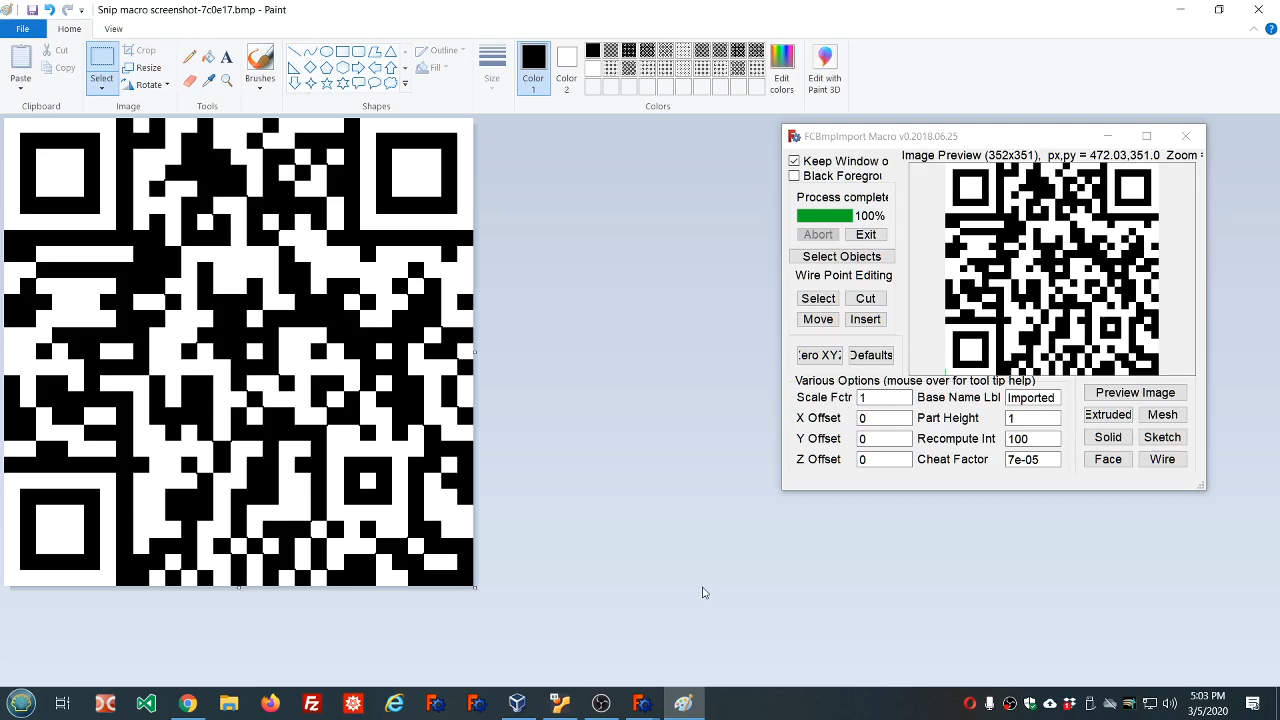 Snip macro screenshot-7c0e17.bmp - Paint
File
Home
View
Paste
Cut
Copy
Clipboard
Select
Crop
Resize
Rotate
Image
Tools
Brushes
Outline
Fill
Shapes
Size
Color
1
Color
2
Edit
colors
Edit with
Paint 3D
Colors
FCBmpImport Macro v0.2018.06.25
Keep Window o
Black Foregrou
Image Preview (352x351), px,py = 472.03,351.0 Zoom =
Process complete
100%
Abort
Exit
Select Objects
Wire Point Editing
Select
Cut
Move
Insert
Zero XYZ
Defaults
Various Options (mouse over for tool tip help)
Scale Fctr
1
Base Name Lbl
Imported
X Offset
0
Part Height
1
Y Offset
0
Recompute Int
100
Z Offset
0
Cheat Factor
7e-05
Preview Image
Extruded
Mesh
Solid
Sketch
Face
Wire
5:03 PM
3/5/2020